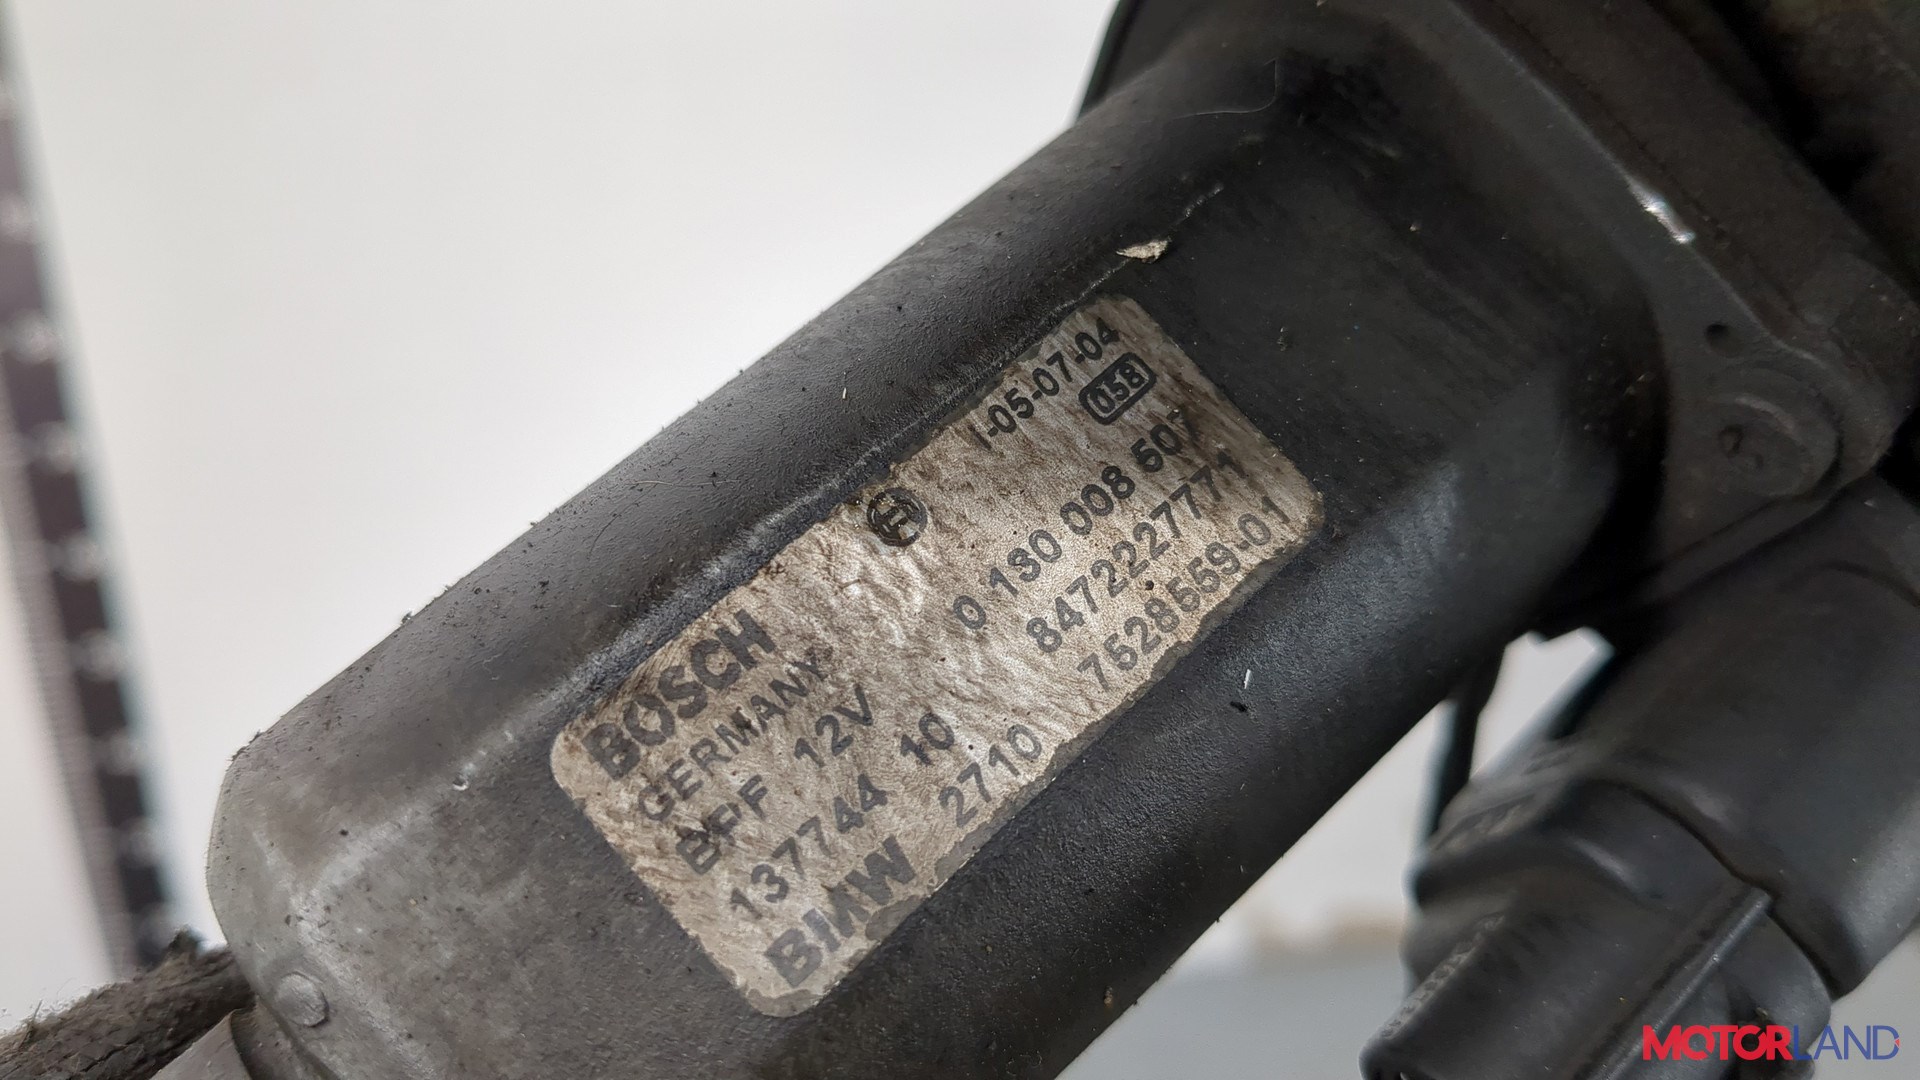 I-05-07-04
058
BOSCH
GERMANY
BPF 12V 0 130 008 507
137744 10 8472227771
BMW 2710 7528559-01
MOTORLAND